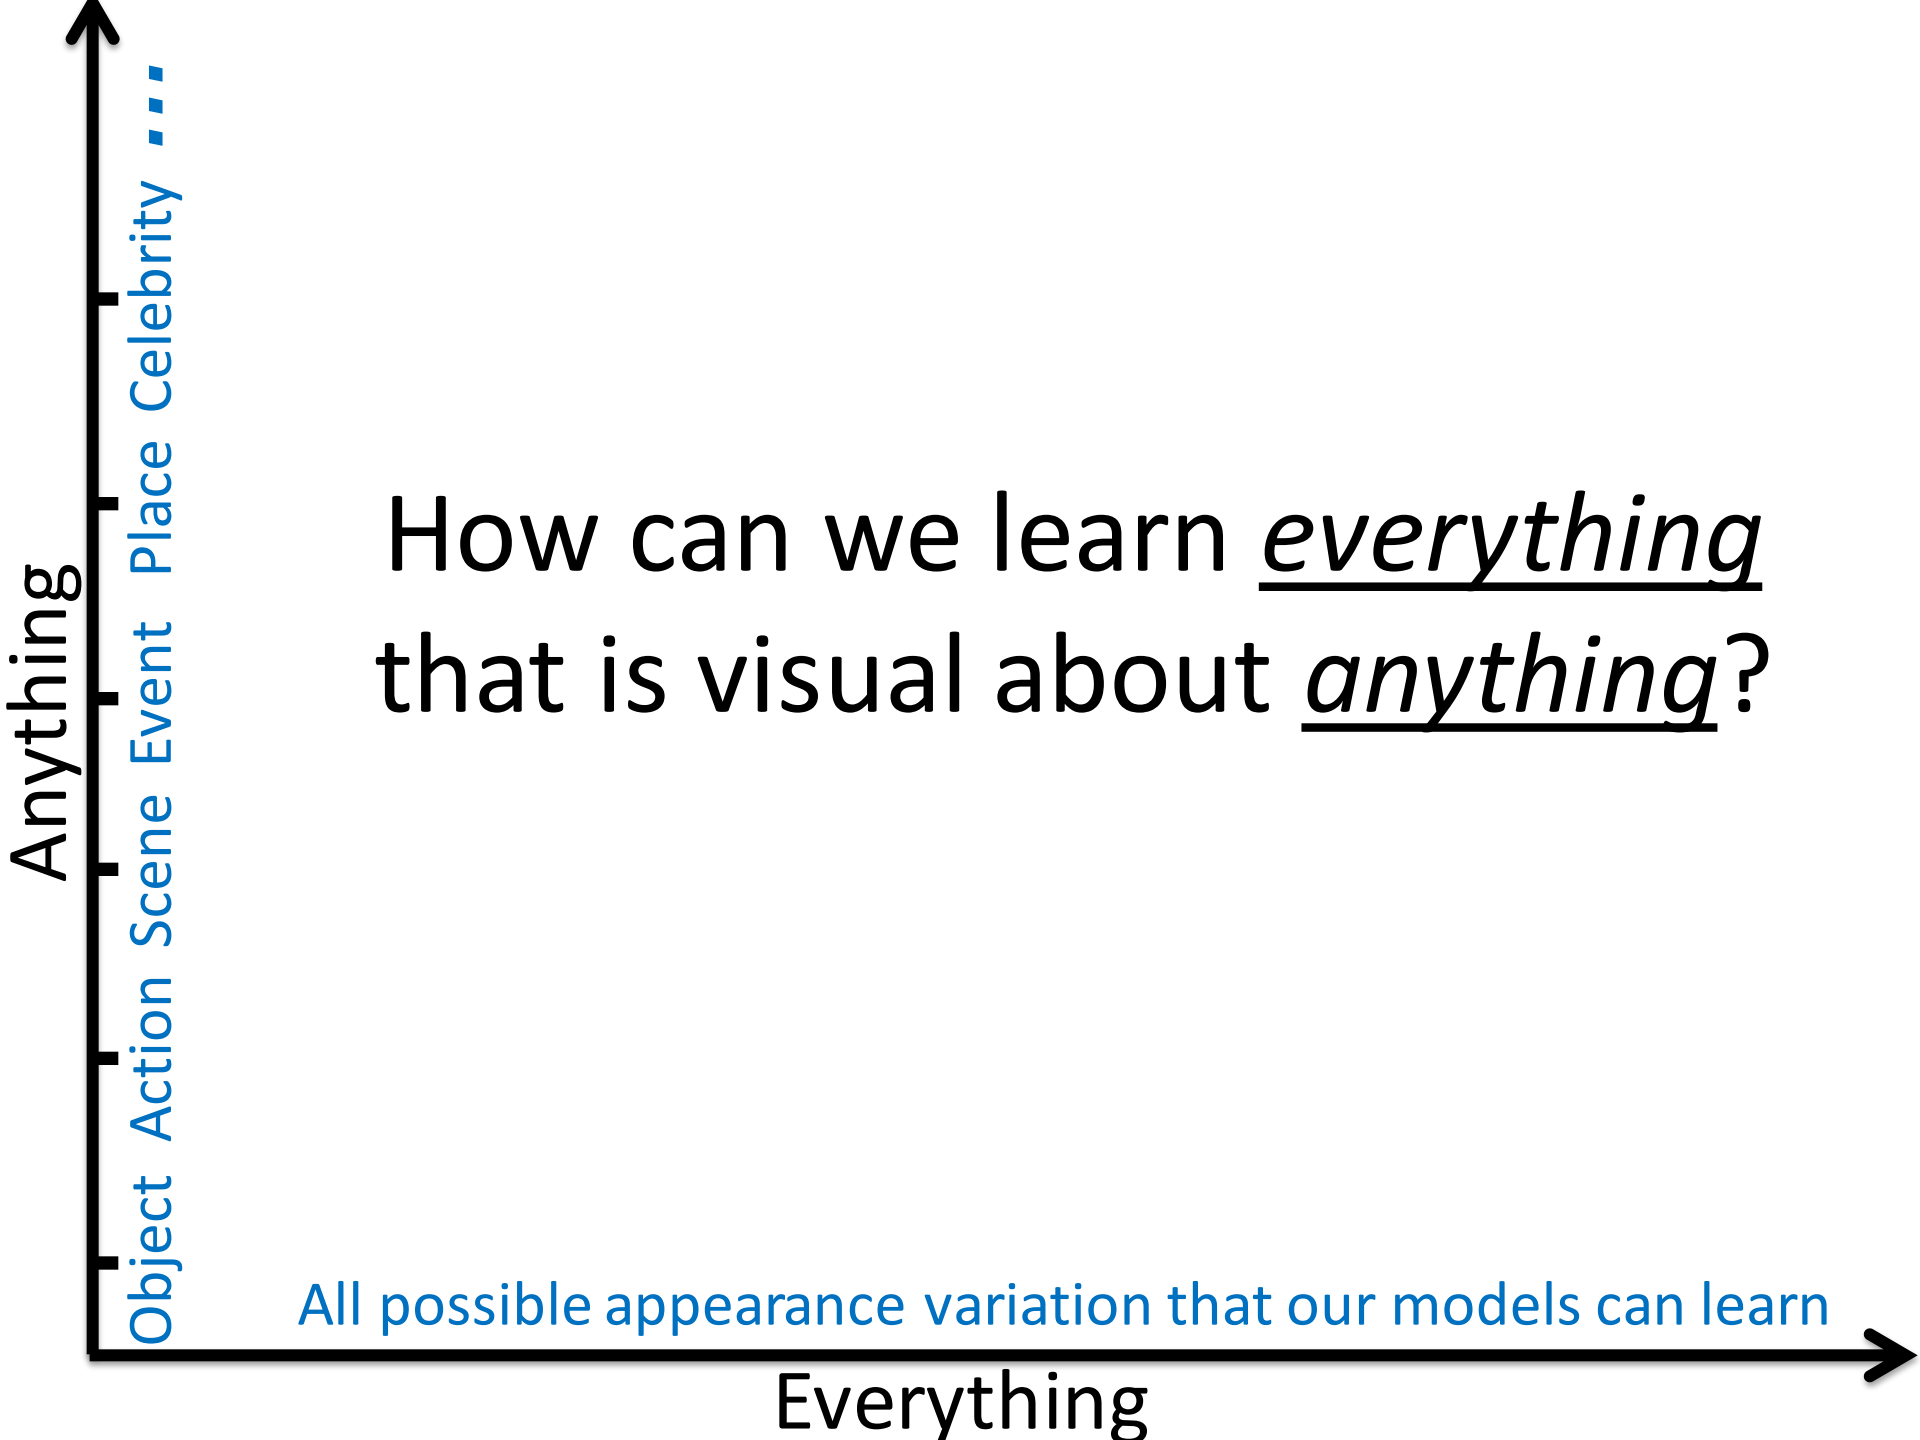 How can we learn everything
that is visual about anything?
Anything
Object Action Scene Event Place Celebrity ...
All possible appearance variation that our models can learn
Everything